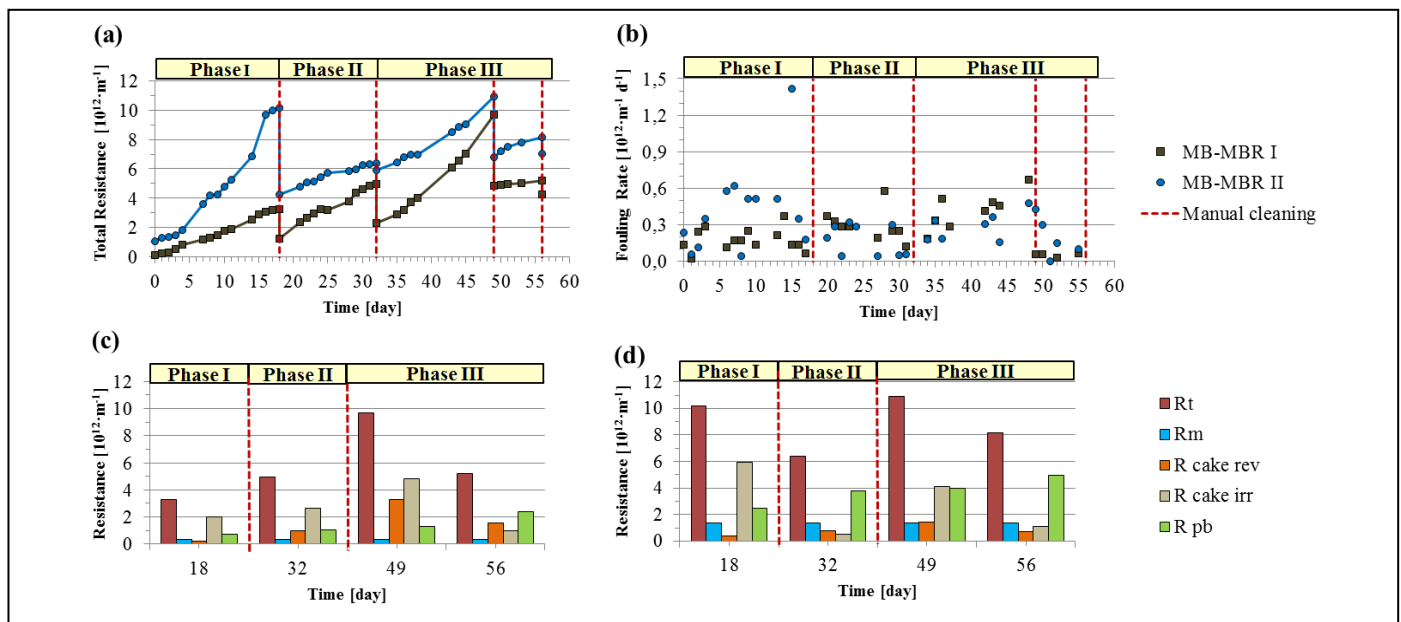 (a)
Phase I Phase II Phase III
Total Resistance [10¹²·m⁻¹]
12
10
8
6
4
2
0
0 5 10 15 20 25 30 35 40 45 50 55 60
Time [day]
(b)
Phase I Phase II Phase III
Fouling Rate [10¹²·m⁻¹ d⁻¹]
1,5
1,2
0,9
0,6
0,3
0,0
0 5 10 15 20 25 30 35 40 45 50 55 60
Time [day]
MB-MBR I
MB-MBR II
Manual cleaning
(c)
Phase I Phase II Phase III
Resistance [10¹²·m⁻¹]
12
10
8
6
4
2
0
18 32 49 56
Time [day]
(d)
Phase I Phase II Phase III
Resistance [10¹²·m⁻¹]
12
10
8
6
4
2
0
18 32 49 56
Time [day]
Rt
Rm
R cake rev
R cake irr
R pb